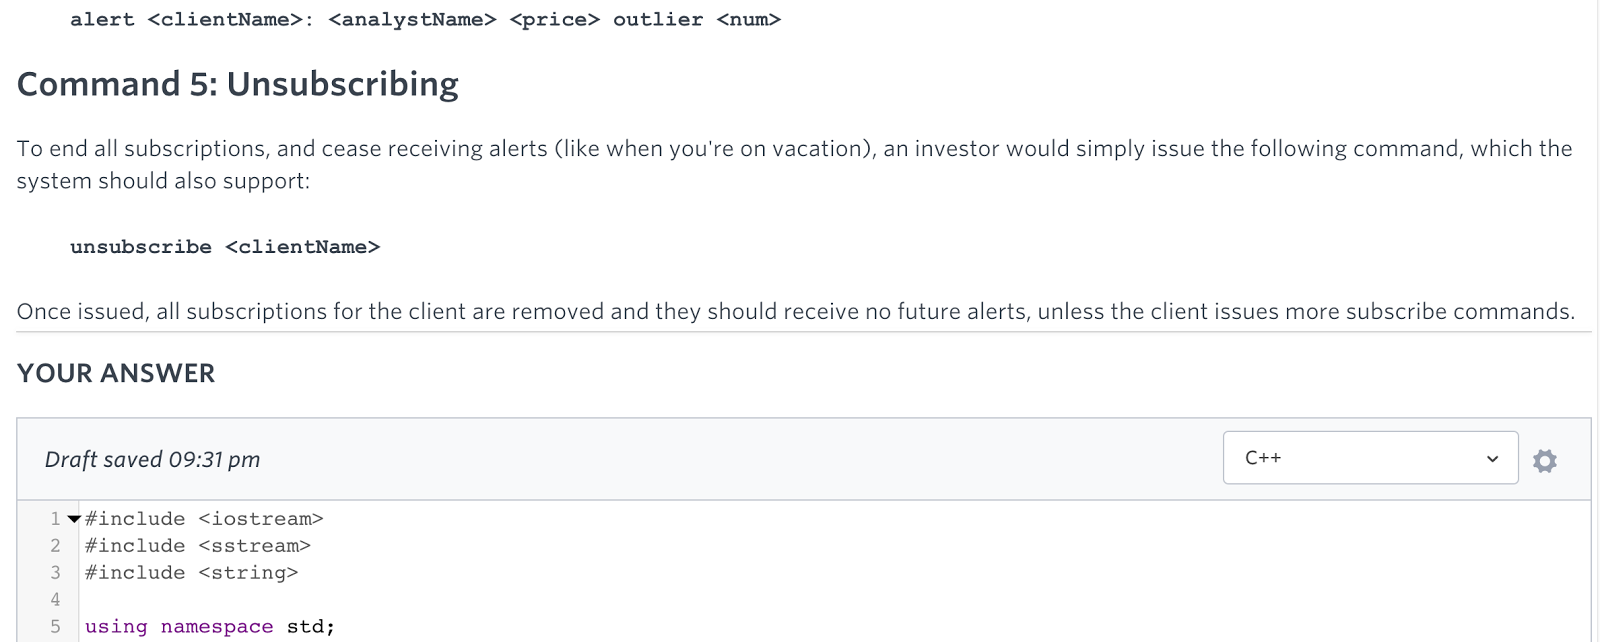 alert <clientName>: <analystName> <price> outlier <num>
Command 5: Unsubscribing
To end all subscriptions, and cease receiving alerts (like when you're on vacation), an investor would simply issue the following command, which the
system should also support:
unsubscribe <clientName>
Once issued, all subscriptions for the client are removed and they should receive no future alerts, unless the client issues more subscribe commands.
YOUR ANSWER
Draft saved 09:31 pm
C++
1 #include <iostream>
2 #include <sstream>
3 #include <string>
4
5 using namespace std;